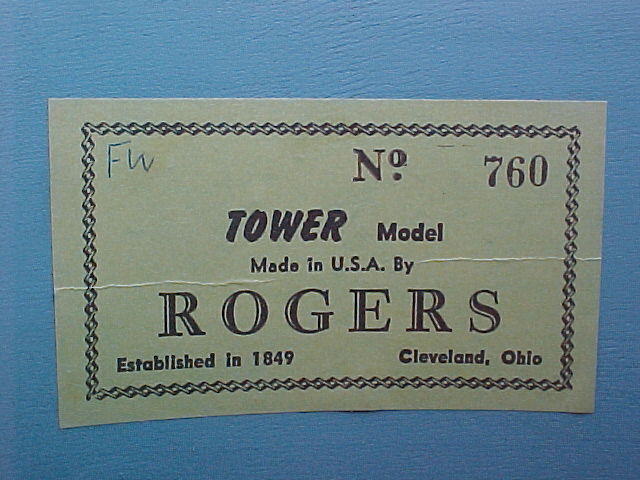 FW Nº 760
TOWER Model
Made in U.S.A. By
ROGERS
Established in 1849 Cleveland, Ohio